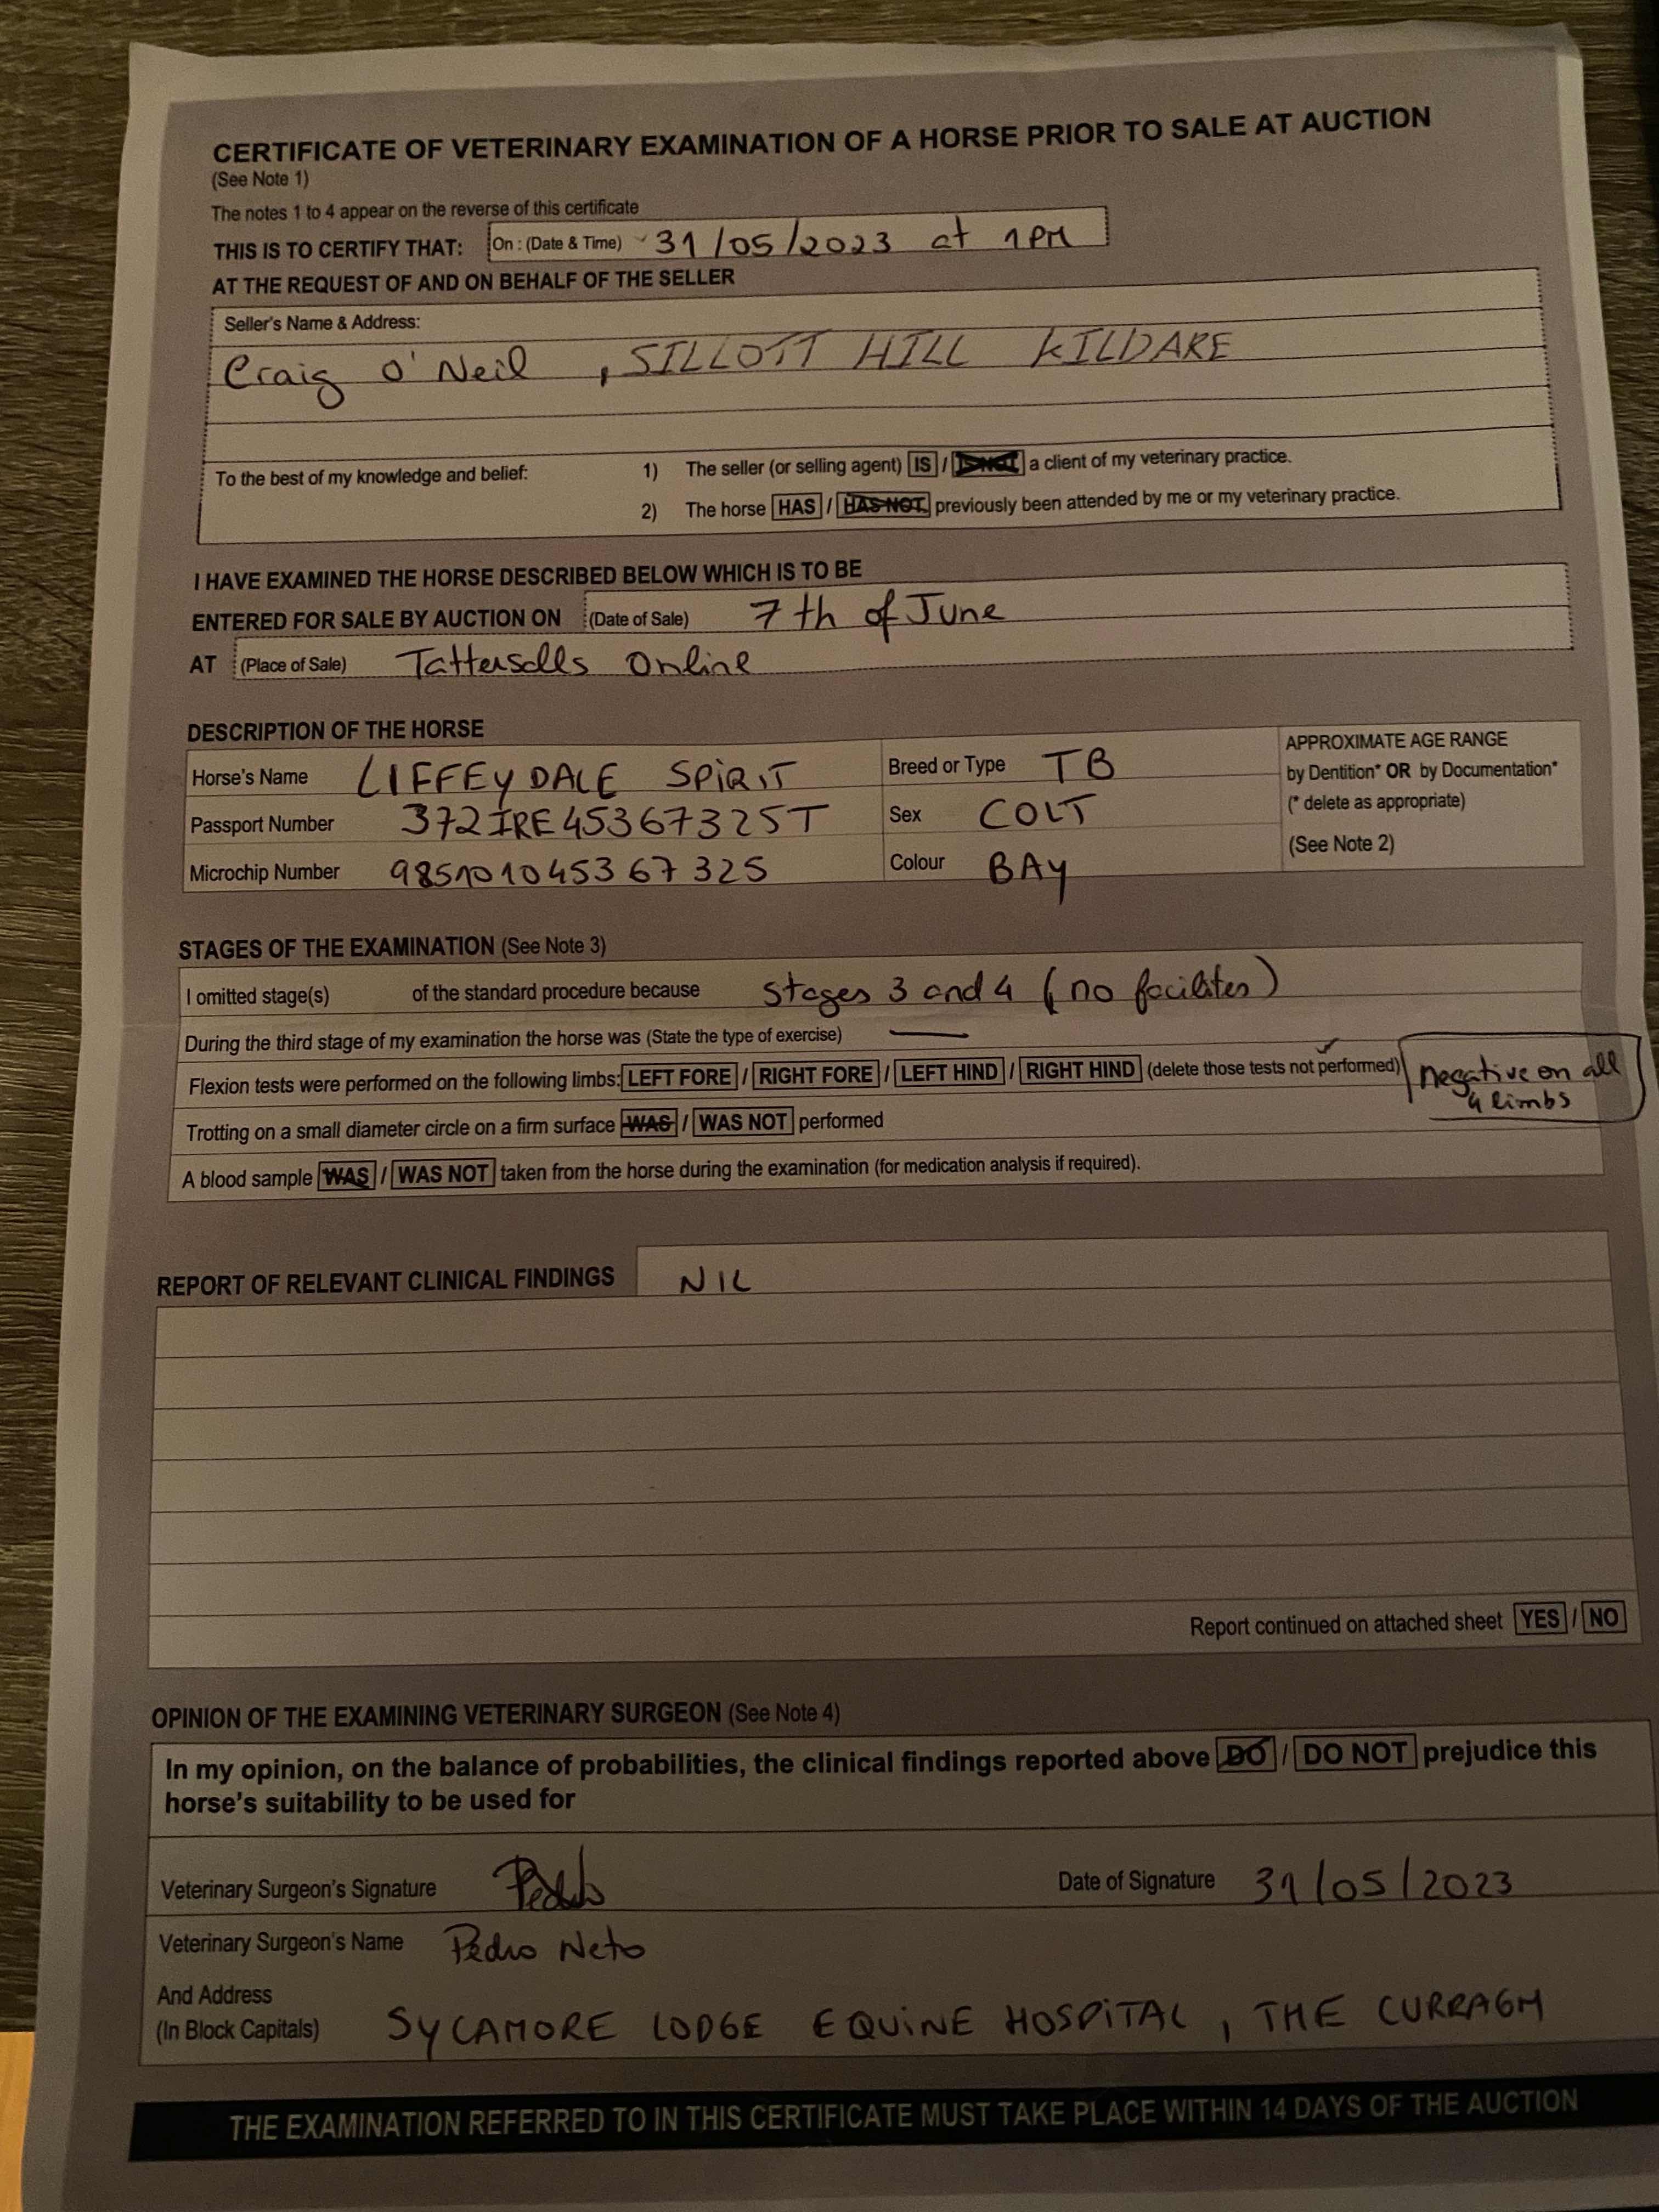 CERTIFICATE OF VETERINARY EXAMINATION OF A HORSE PRIOR TO SALE AT AUCTION
(See Note 1)
The notes 1 to 4 appear on the reverse of this certificate
THIS IS TO CERTIFY THAT: On : (Date & Time) 31/05/2023 at 1PM
AT THE REQUEST OF AND ON BEHALF OF THE SELLER
Seller's Name & Address:
Craig O'Neil , SILLOTT HILL KILDARE
To the best of my knowledge and belief: 1) The seller (or selling agent) IS / IS NOT a client of my veterinary practice.
2) The horse HAS / HAS NOT previously been attended by me or my veterinary practice.
I HAVE EXAMINED THE HORSE DESCRIBED BELOW WHICH IS TO BE
ENTERED FOR SALE BY AUCTION ON (Date of Sale) 7th of June
AT (Place of Sale) Tattersalls Online
DESCRIPTION OF THE HORSE
Horse's Name LIFFEY DALE SPIRIT Breed or Type TB
Passport Number 372IRE45367325T Sex COLT
Microchip Number 985101045367325 Colour BAY
APPROXIMATE AGE RANGE
by Dentition* OR by Documentation*
(* delete as appropriate)
(See Note 2)
STAGES OF THE EXAMINATION (See Note 3)
I omitted stage(s) of the standard procedure because Stages 3 and 4 (no facilites)
During the third stage of my examination the horse was (State the type of exercise) —
Flexion tests were performed on the following limbs: LEFT FORE / RIGHT FORE / LEFT HIND / RIGHT HIND (delete those tests not performed) negative on all
4 limbs
Trotting on a small diameter circle on a firm surface WAS / WAS NOT performed
A blood sample WAS / WAS NOT taken from the horse during the examination (for medication analysis if required).
REPORT OF RELEVANT CLINICAL FINDINGS NIL
Report continued on attached sheet YES / NO
OPINION OF THE EXAMINING VETERINARY SURGEON (See Note 4)
In my opinion, on the balance of probabilities, the clinical findings reported above DO / DO NOT prejudice this
horse's suitability to be used for
Veterinary Surgeon's Signature Pedro Date of Signature 31/05/2023
Veterinary Surgeon's Name Pedro Neto
And Address
(In Block Capitals) SYCAMORE LODGE EQUINE HOSPITAL, THE CURRAGH
THE EXAMINATION REFERRED TO IN THIS CERTIFICATE MUST TAKE PLACE WITHIN 14 DAYS OF THE AUCTION